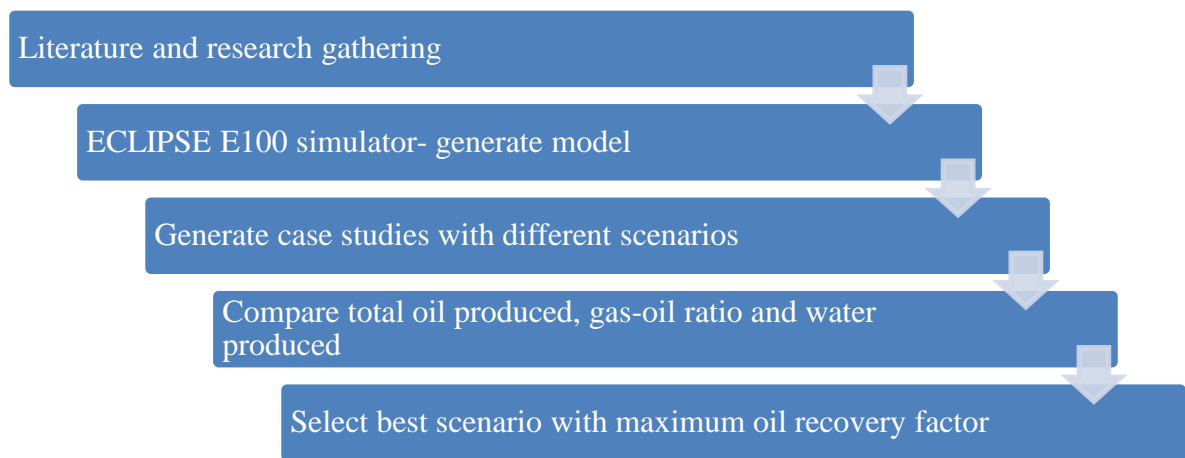 Literature and research gathering
ECLIPSE E100 simulator- generate model
Generate case studies with different scenarios
Compare total oil produced, gas-oil ratio and water
produced
Select best scenario with maximum oil recovery factor